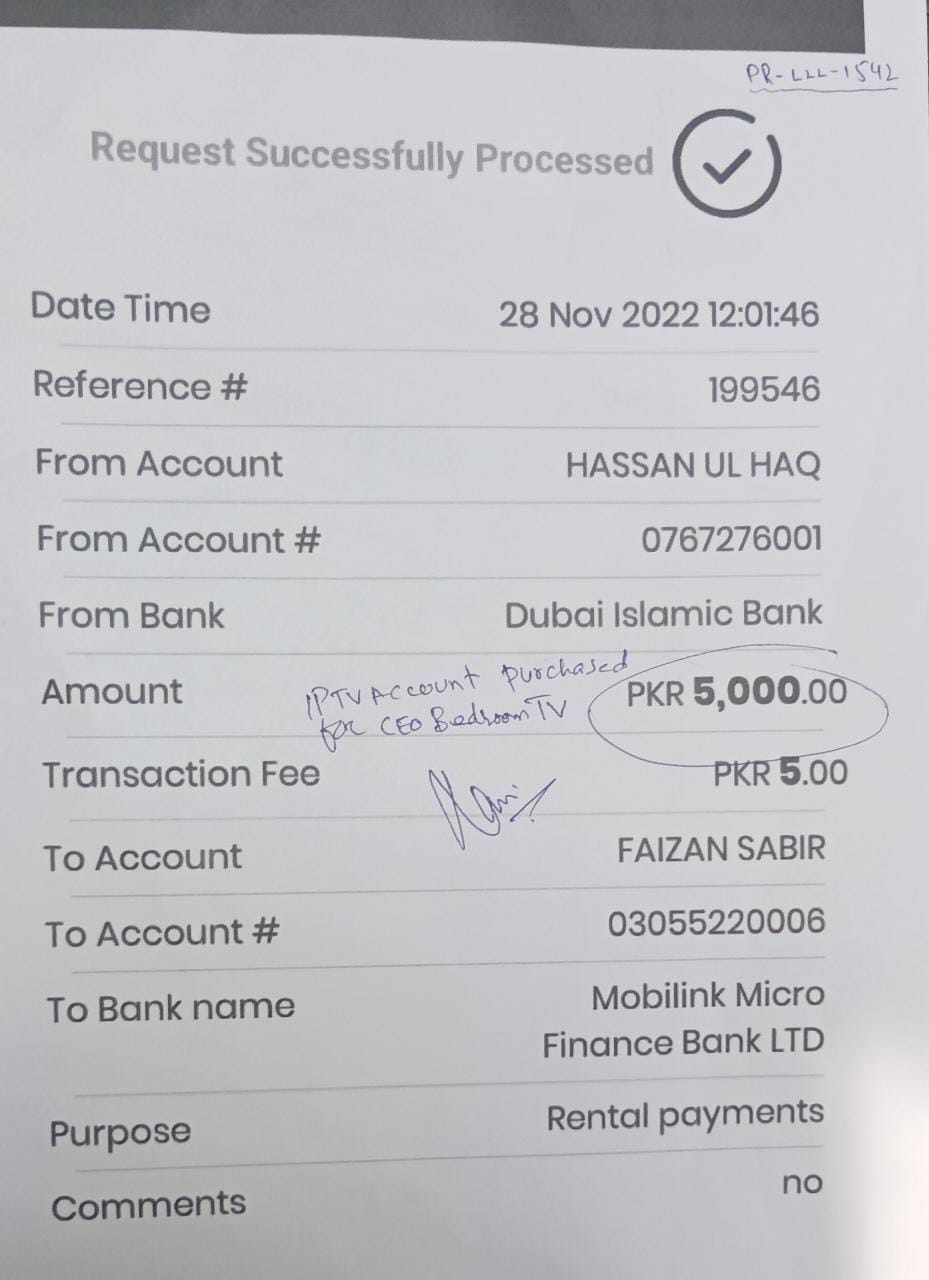 PR-LLL-1542
Request Successfully Processed
Date Time 28 Nov 2022 12:01:46
Reference # 199546
From Account HASSAN UL HAQ
From Account # 0767276001
From Bank Dubai Islamic Bank
Amount PKR 5,000.00
IPTV Account purchased
for CEO Bedroom TV
Transaction Fee PKR 5.00
To Account FAIZAN SABIR
To Account # 03055220006
To Bank name Mobilink Micro
Finance Bank LTD
Purpose Rental payments
Comments no